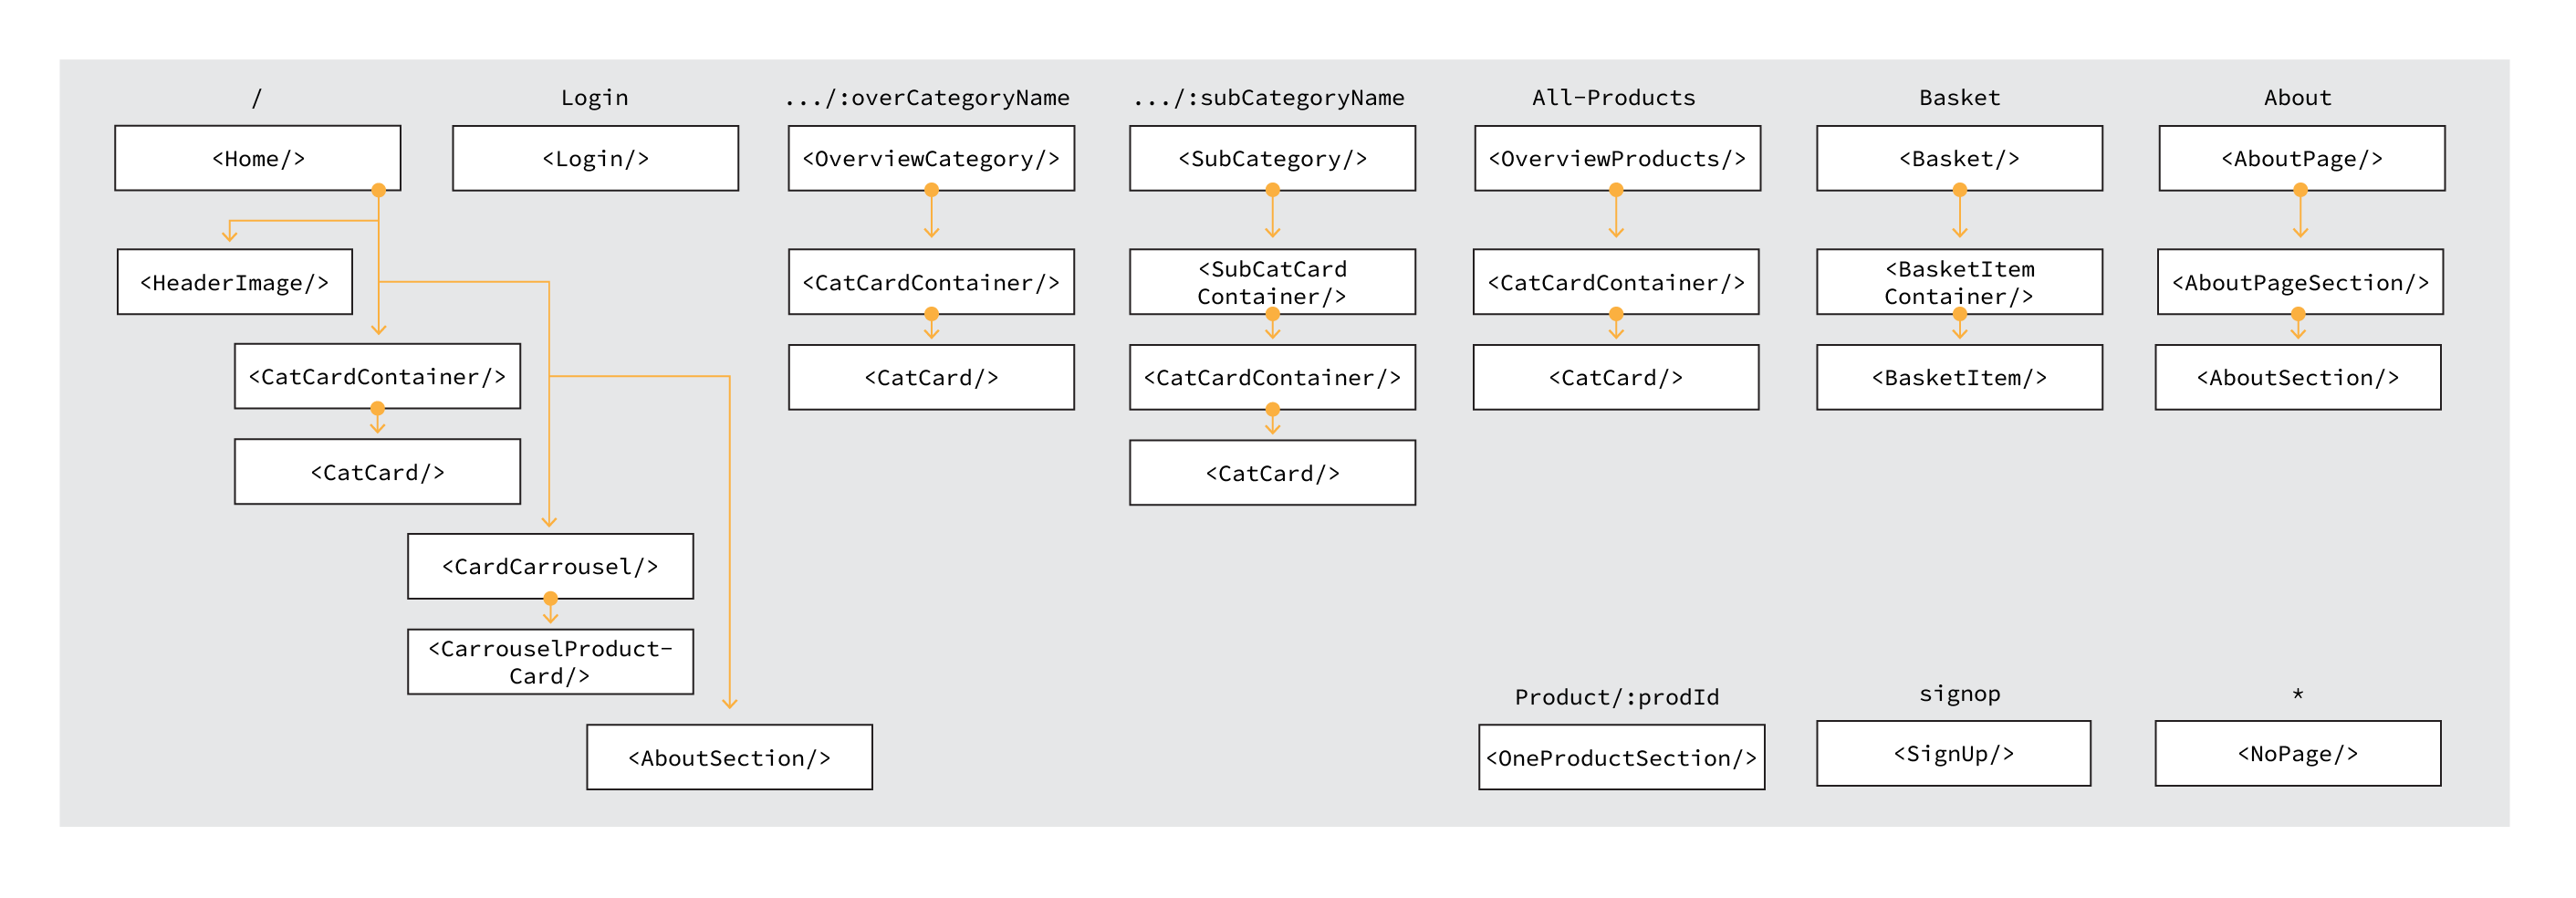 /
<Home/>
<HeaderImage/>
<CatCardContainer/>
<CatCard/>
<CardCarrousel/>
<CarrouselProduct-
Card/>
<AboutSection/>
Login
<Login/>
.../:overCategoryName
<OverviewCategory/>
<CatCardContainer/>
<CatCard/>
.../:subCategoryName
<SubCategory/>
<SubCatCard
Container/>
<CatCardContainer/>
<CatCard/>
All-Products
<OverviewProducts/>
<CatCardContainer/>
<CatCard/>
Basket
<Basket/>
<BasketItem
Container/>
<BasketItem/>
About
<AboutPage/>
<AboutPageSection/>
<AboutSection/>
Product/:prodId
<OneProductSection/>
signop
<SignUp/>
*
<NoPage/>